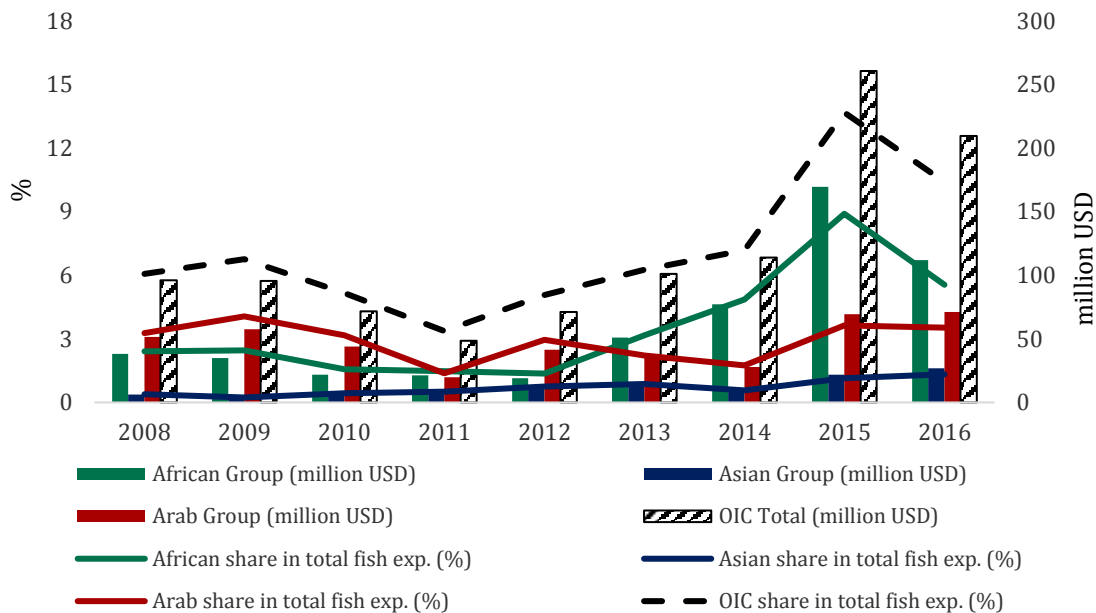 18 300
15 250
12 200
9 150
6 100
3 50
0 0
%
million USD
2008 2009 2010 2011 2012 2013 2014 2015 2016
African Group (million USD) Asian Group (million USD)
Arab Group (million USD) OIC Total (million USD)
African share in total fish exp. (%) Asian share in total fish exp. (%)
Arab share in total fish exp. (%) OIC share in total fish exp. (%)